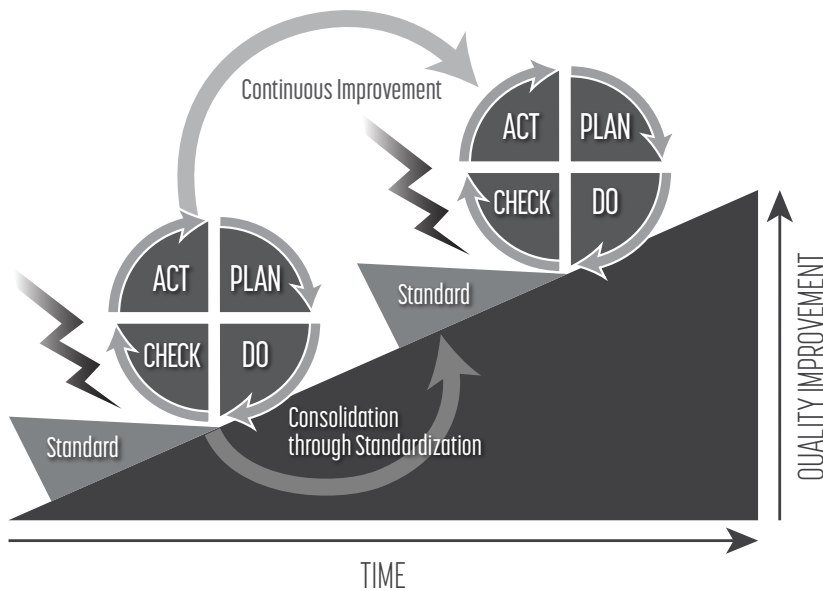 Continuous Improvement
ACT
PLAN
CHECK
DO
Standard
ACT
PLAN
CHECK
DO
Standard
Consolidation
through Standardization
QUALITY IMPROVEMENT
TIME